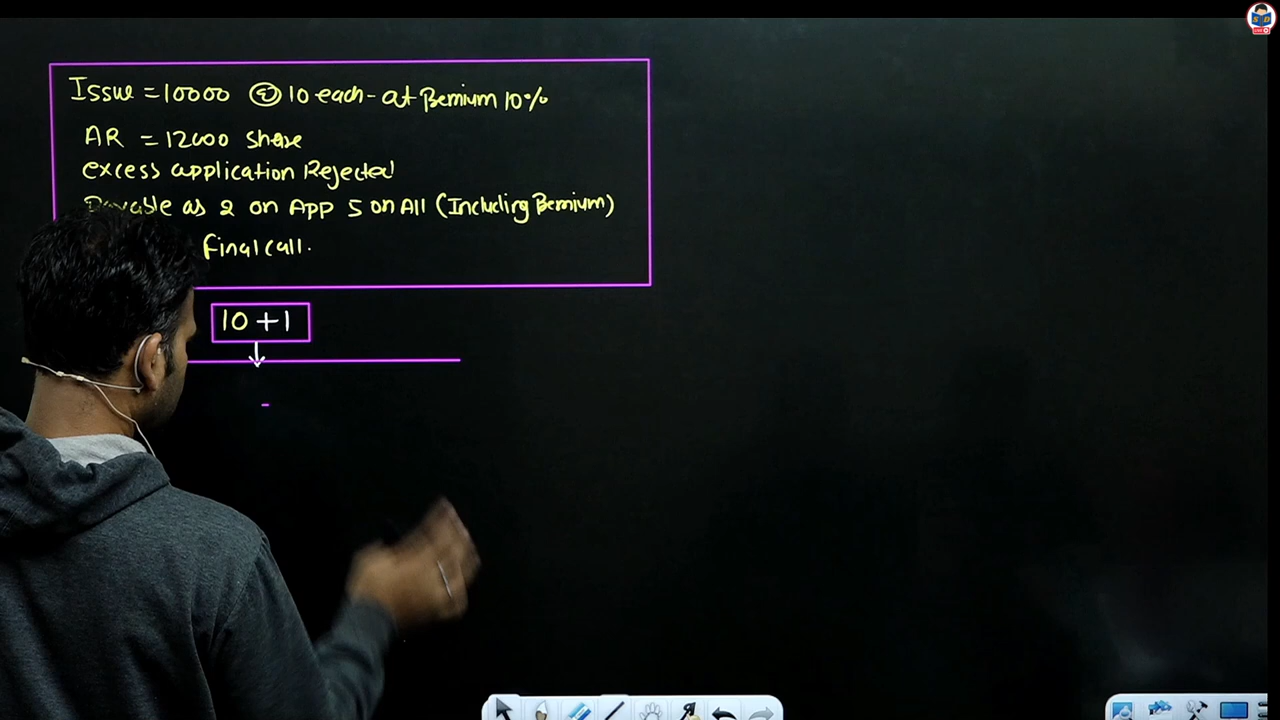 Issue = 10000 @ 10 each - at Premium 10%
AR = 12000 Share
excess application Rejected
Payable as 2 on App 5 on All (Including Premium)
final call.
10 + 1